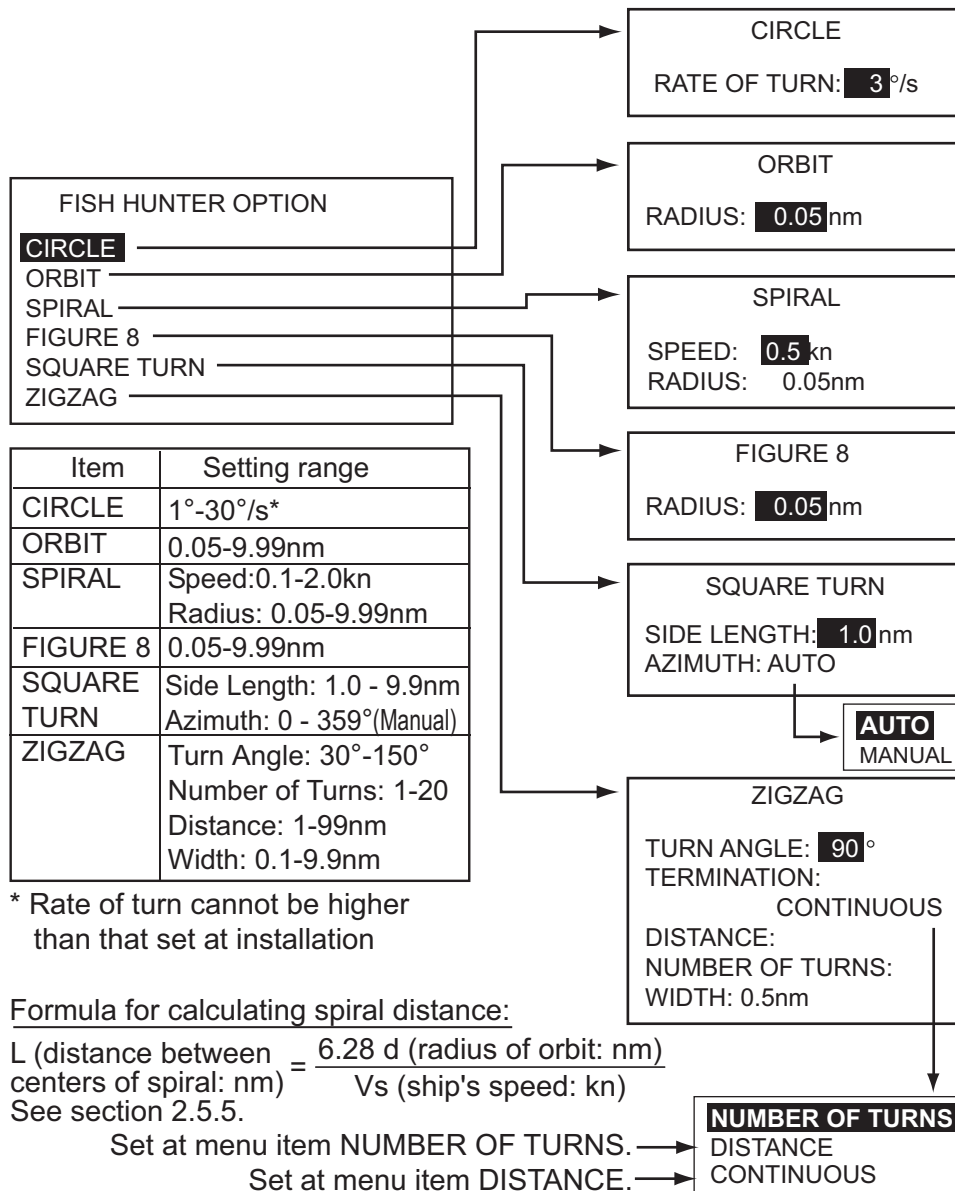 FISH HUNTER OPTION
CIRCLE
ORBIT
SPIRAL
FIGURE 8
SQUARE TURN
ZIGZAG
CIRCLE
RATE OF TURN: 3 °/s
ORBIT
RADIUS: 0.05 nm
SPIRAL
SPEED: 0.5 kn
RADIUS: 0.05nm
FIGURE 8
RADIUS: 0.05 nm
SQUARE TURN
SIDE LENGTH: 1.0 nm
AZIMUTH: AUTO
AUTO
MANUAL
ZIGZAG
TURN ANGLE: 90 °
TERMINATION:
CONTINUOUS
DISTANCE:
NUMBER OF TURNS:
WIDTH: 0.5nm
NUMBER OF TURNS
DISTANCE
CONTINUOUS
Item Setting range
CIRCLE 1°-30°/s*
ORBIT 0.05-9.99nm
SPIRAL Speed:0.1-2.0kn
Radius: 0.05-9.99nm
FIGURE 8 0.05-9.99nm
SQUARE Side Length: 1.0 - 9.9nm
TURN Azimuth: 0 - 359°(Manual)
ZIGZAG Turn Angle: 30°-150°
Number of Turns: 1-20
Distance: 1-99nm
Width: 0.1-9.9nm
* Rate of turn cannot be higher
than that set at installation
Formula for calculating spiral distance:
L (distance between
centers of spiral: nm) = 6.28 d (radius of orbit: nm)
Vs (ship's speed: kn)
See section 2.5.5.
Set at menu item NUMBER OF TURNS.
Set at menu item DISTANCE.